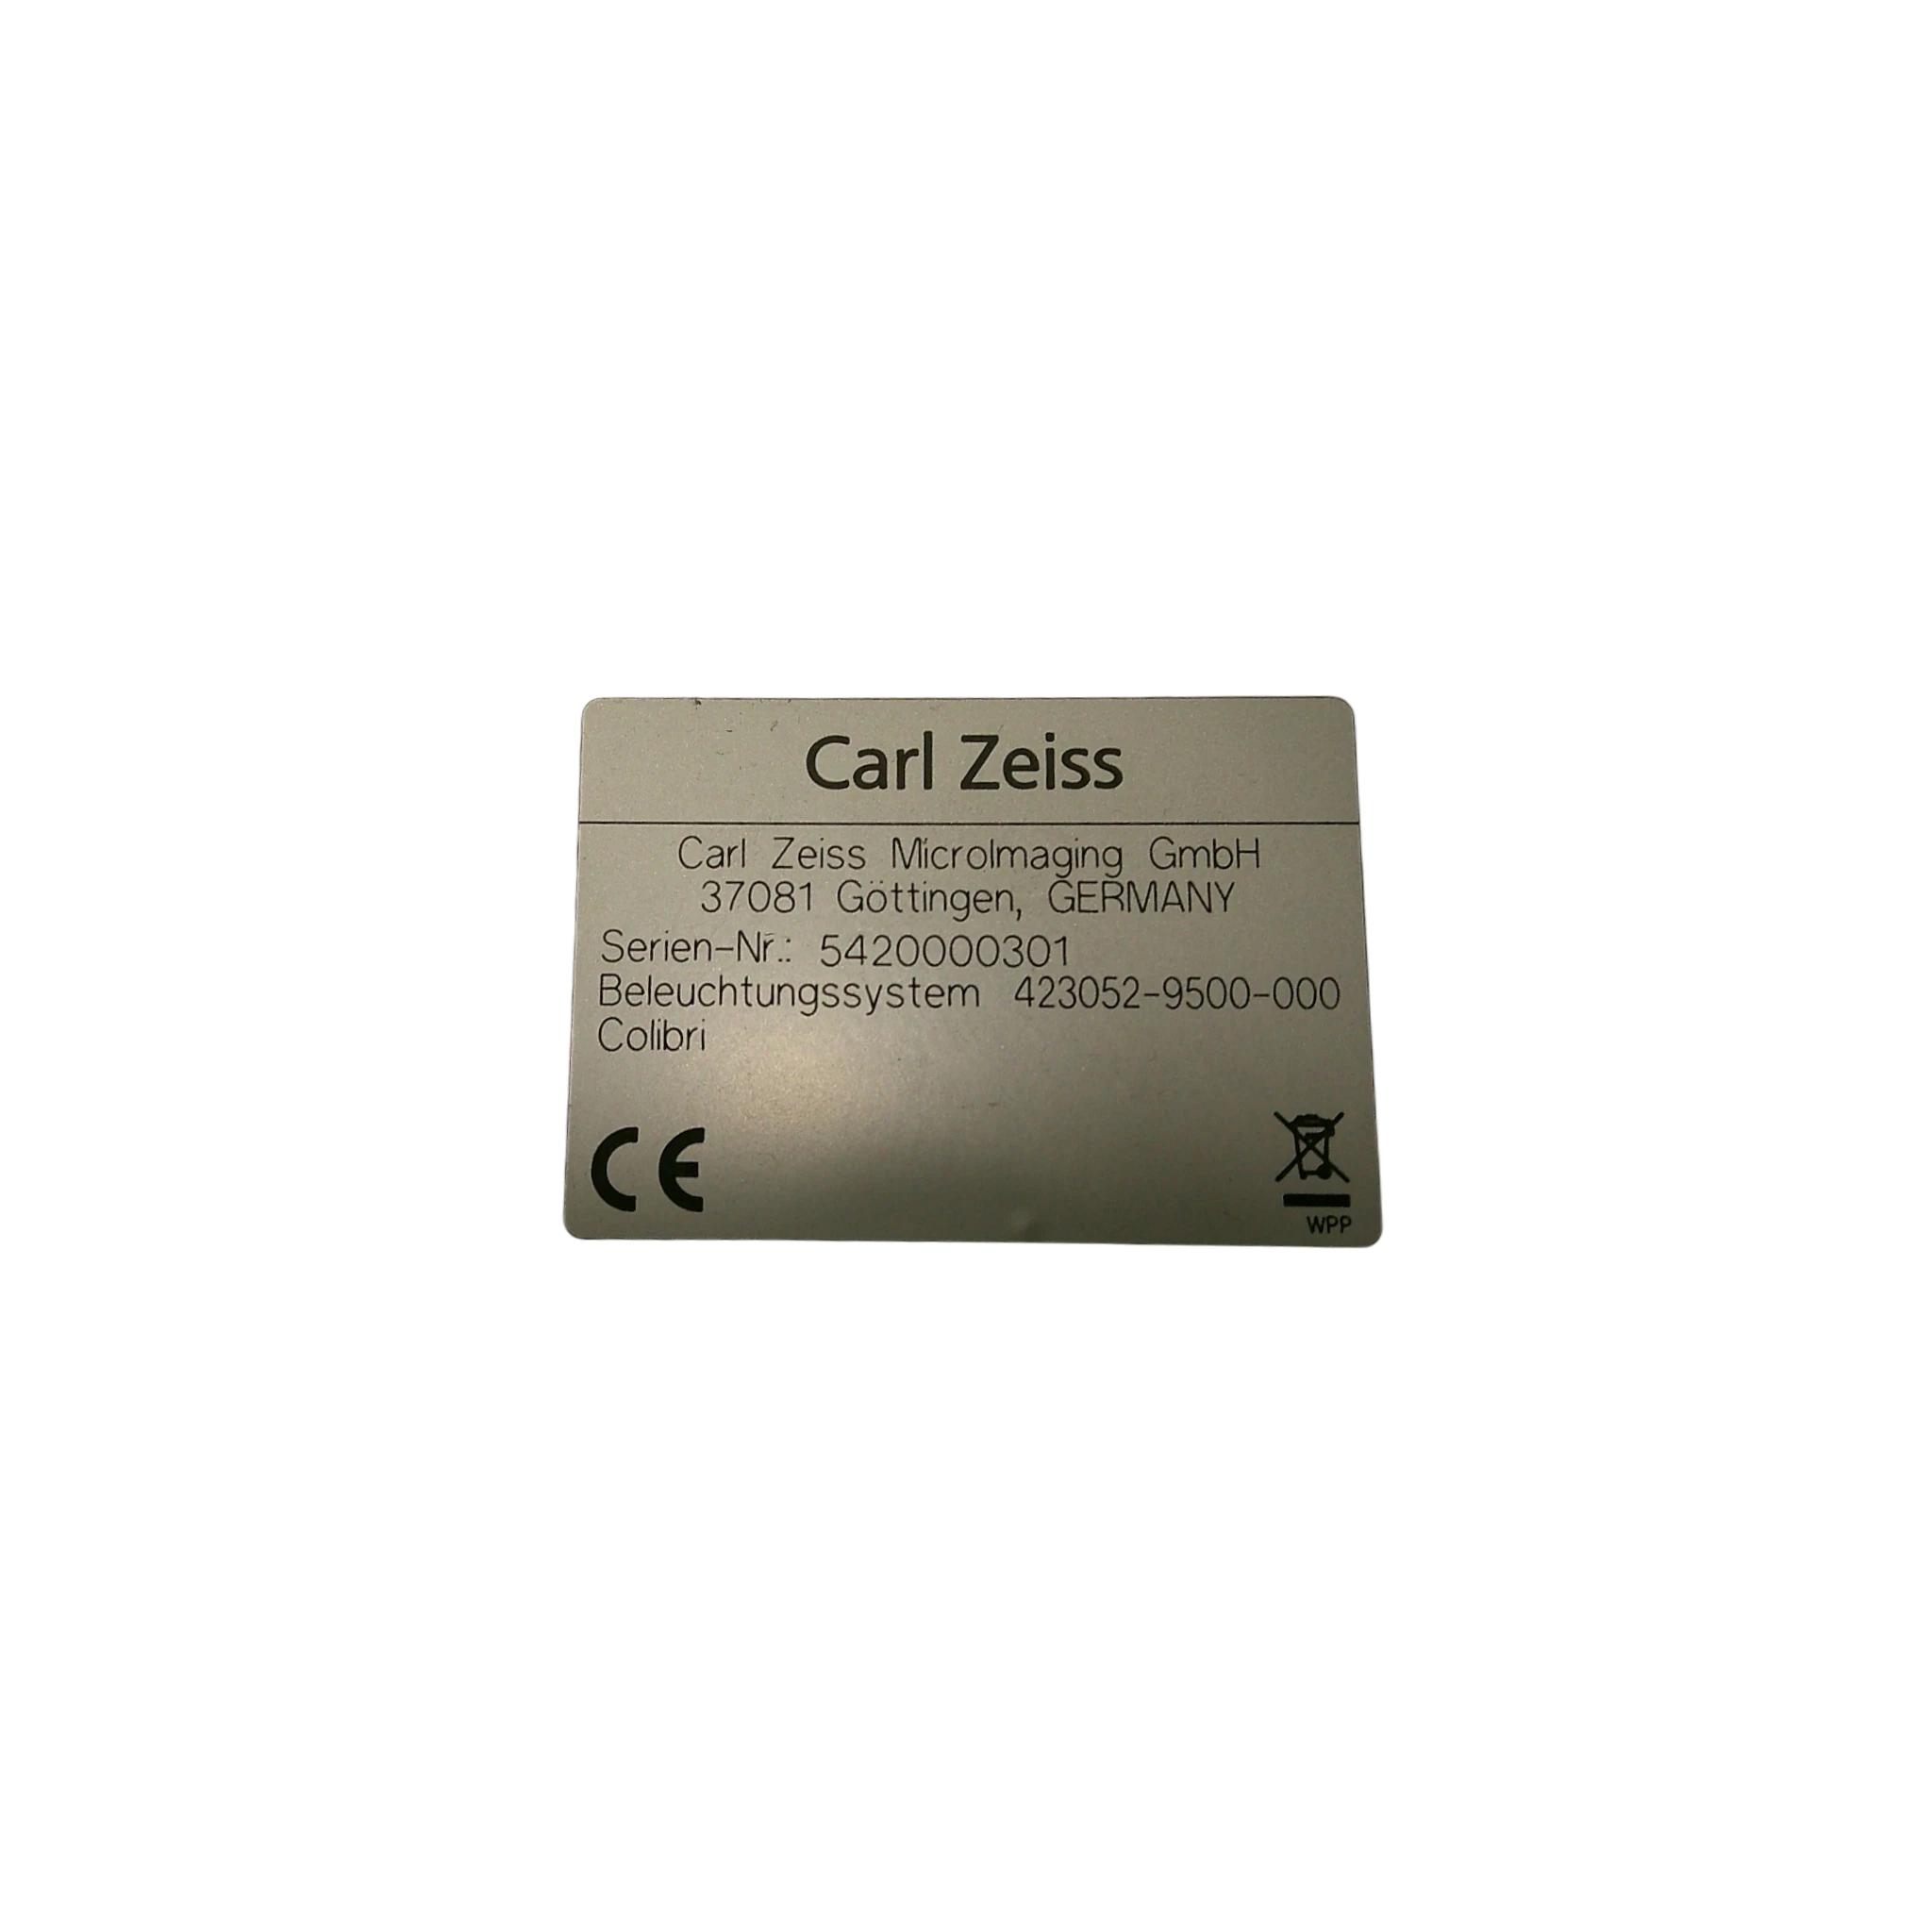 Carl Zeiss
Carl Zeiss MicroImaging GmbH
37081 Göttingen, GERMANY
Serien-Nr.: 5420000301
Beleuchtungssystem 423052-9500-000
Colibri
CE
WPP